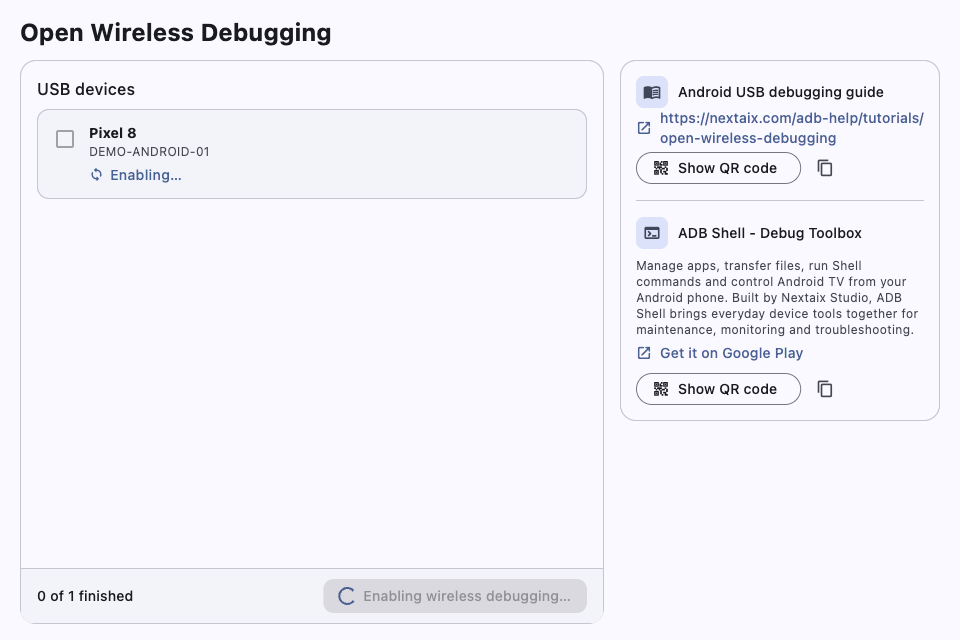 Open Wireless Debugging
USB devices
Pixel 8
DEMO-ANDROID-01
Enabling...
0 of 1 finished
Enabling wireless debugging...
Android USB debugging guide
https://nextaix.com/adb-help/tutorials/
open-wireless-debugging
Show QR code
ADB Shell - Debug Toolbox
Manage apps, transfer files, run Shell
commands and control Android TV from your
Android phone. Built by Nextaix Studio, ADB
Shell brings everyday device tools together for
maintenance, monitoring and troubleshooting.
Get it on Google Play
Show QR code